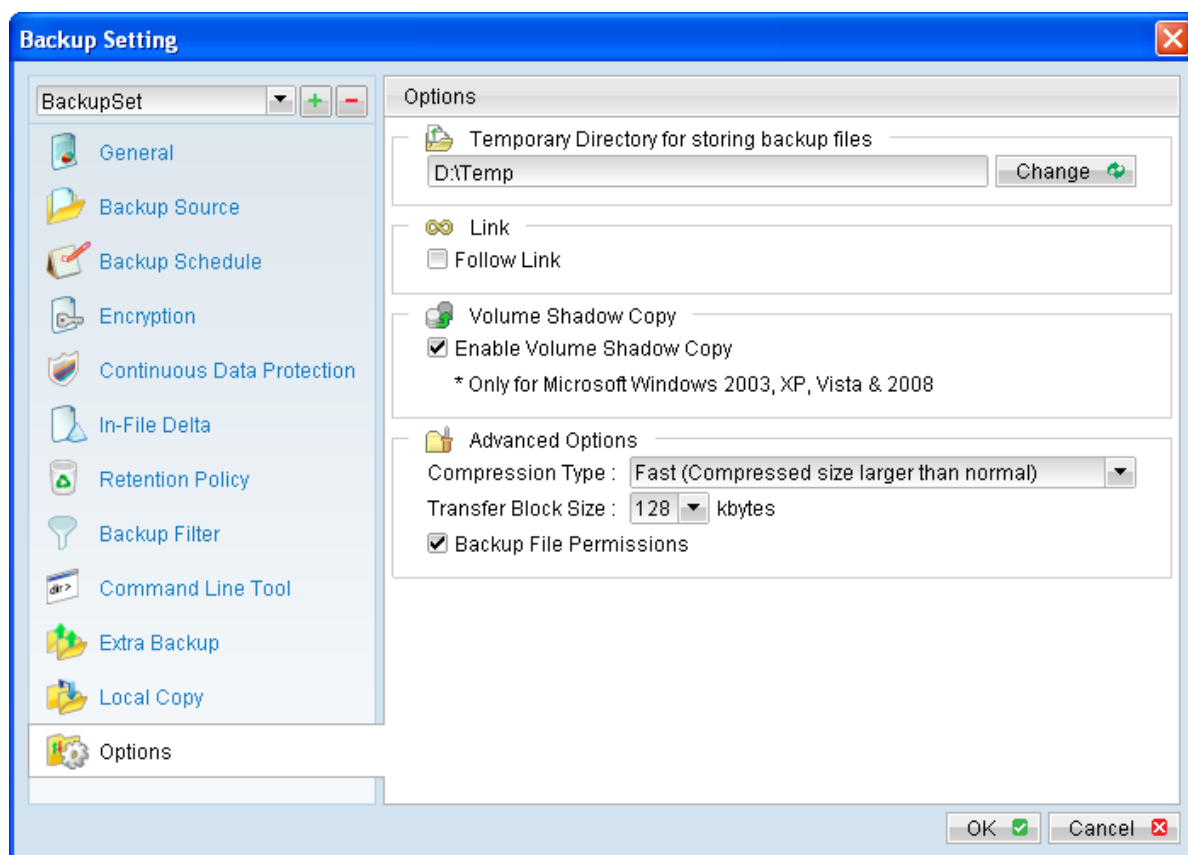 Backup Setting
BackupSet
General
Backup Source
Backup Schedule
Encryption
Continuous Data Protection
In-File Delta
Retention Policy
Backup Filter
dir>
Command Line Tool
Extra Backup
Local Copy
Options
Options
Temporary Directory for storing backup files
D:\Temp
Change
Link
Follow Link
Volume Shadow Copy
Enable Volume Shadow Copy
* Only for Microsoft Windows 2003, XP, Vista & 2008
Advanced Options
Compression Type : Fast (Compressed size larger than normal)
Transfer Block Size : 128 kbytes
Backup File Permissions
OK Cancel